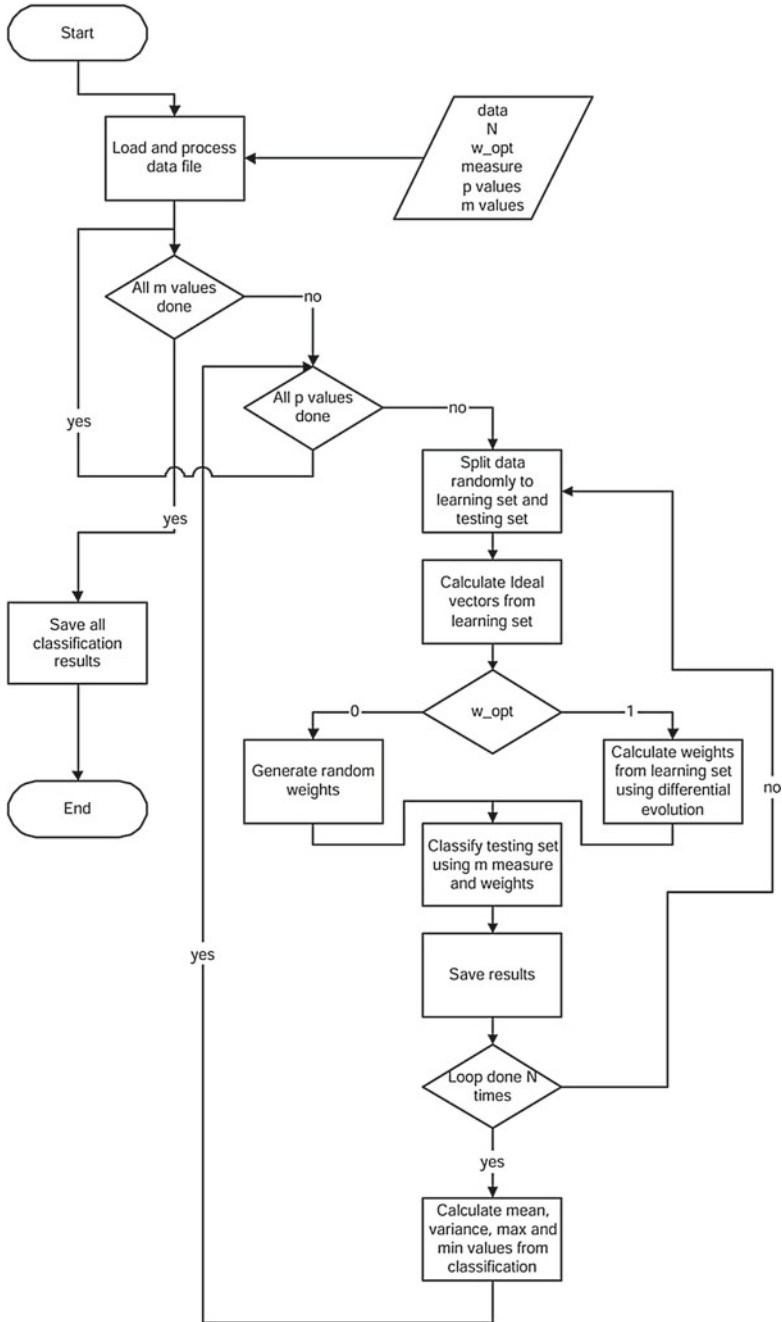 Start
Load and process
data file
data
N
w_opt
measure
p values
m values
All m values
done
no
All p values
done
no
yes
Split data
randomly to
learning set and
testing set
yes
Calculate Ideal
vectors from
learning set
Save all
classification
results
w_opt
0
1
Generate random
weights
Calculate weights
from learning set
using differential
evolution
no
End
Classify testing set
using m measure
and weights
yes
Save results
Loop done N
times
yes
Calculate mean,
variance, max and
min values from
classification